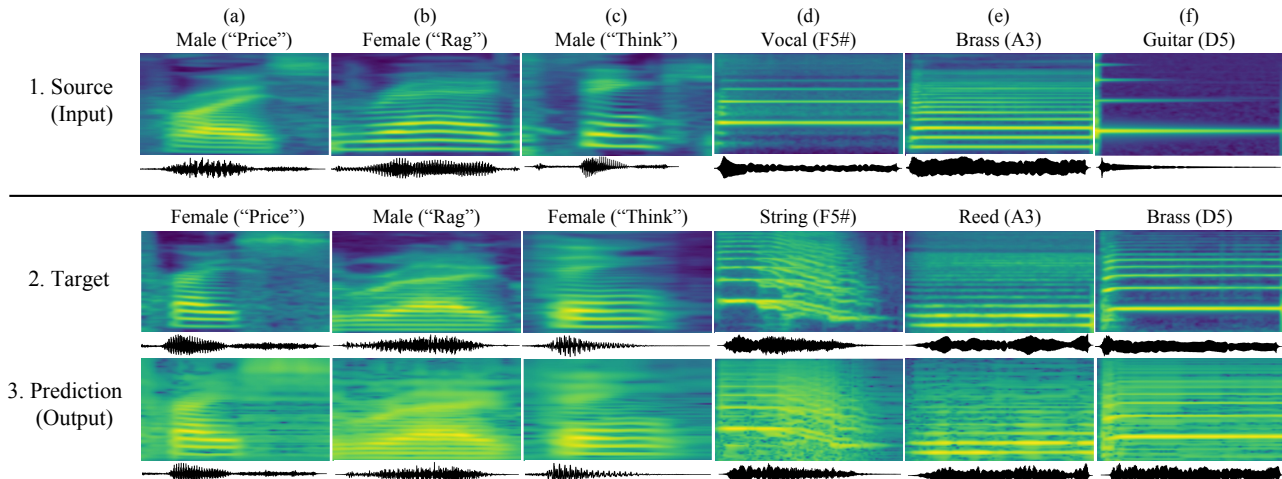 (a) (b) (c) (d) (e) (f)
Male (“Price”) Female (“Rag”) Male (“Think”) Vocal (F5#) Brass (A3) Guitar (D5)
1. Source
(Input)
Female (“Price”) Male (“Rag”) Female (“Think”) String (F5#) Reed (A3) Brass (D5)
2. Target
3. Prediction
(Output)